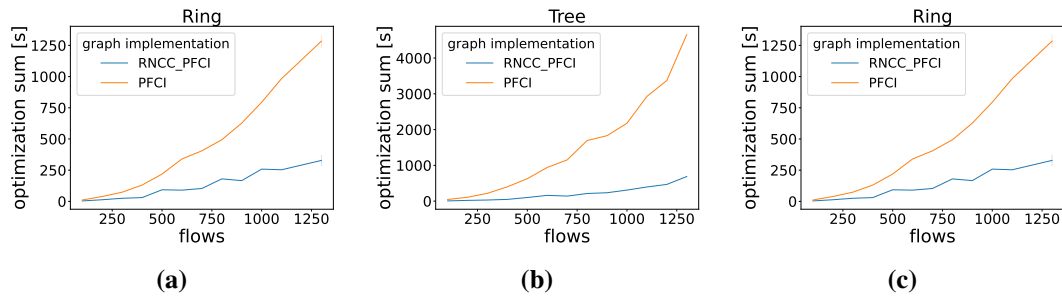 Ring
optimization sum [s]
1250
1000
750
500
250
0
graph implementation
RNCC_PFCI
PFCI
250 500 750 1000 1250
flows
(a)
Tree
optimization sum [s]
4000
3000
2000
1000
0
graph implementation
RNCC_PFCI
PFCI
250 500 750 1000 1250
flows
(b)
Ring
optimization sum [s]
1250
1000
750
500
250
0
graph implementation
RNCC_PFCI
PFCI
250 500 750 1000 1250
flows
(c)